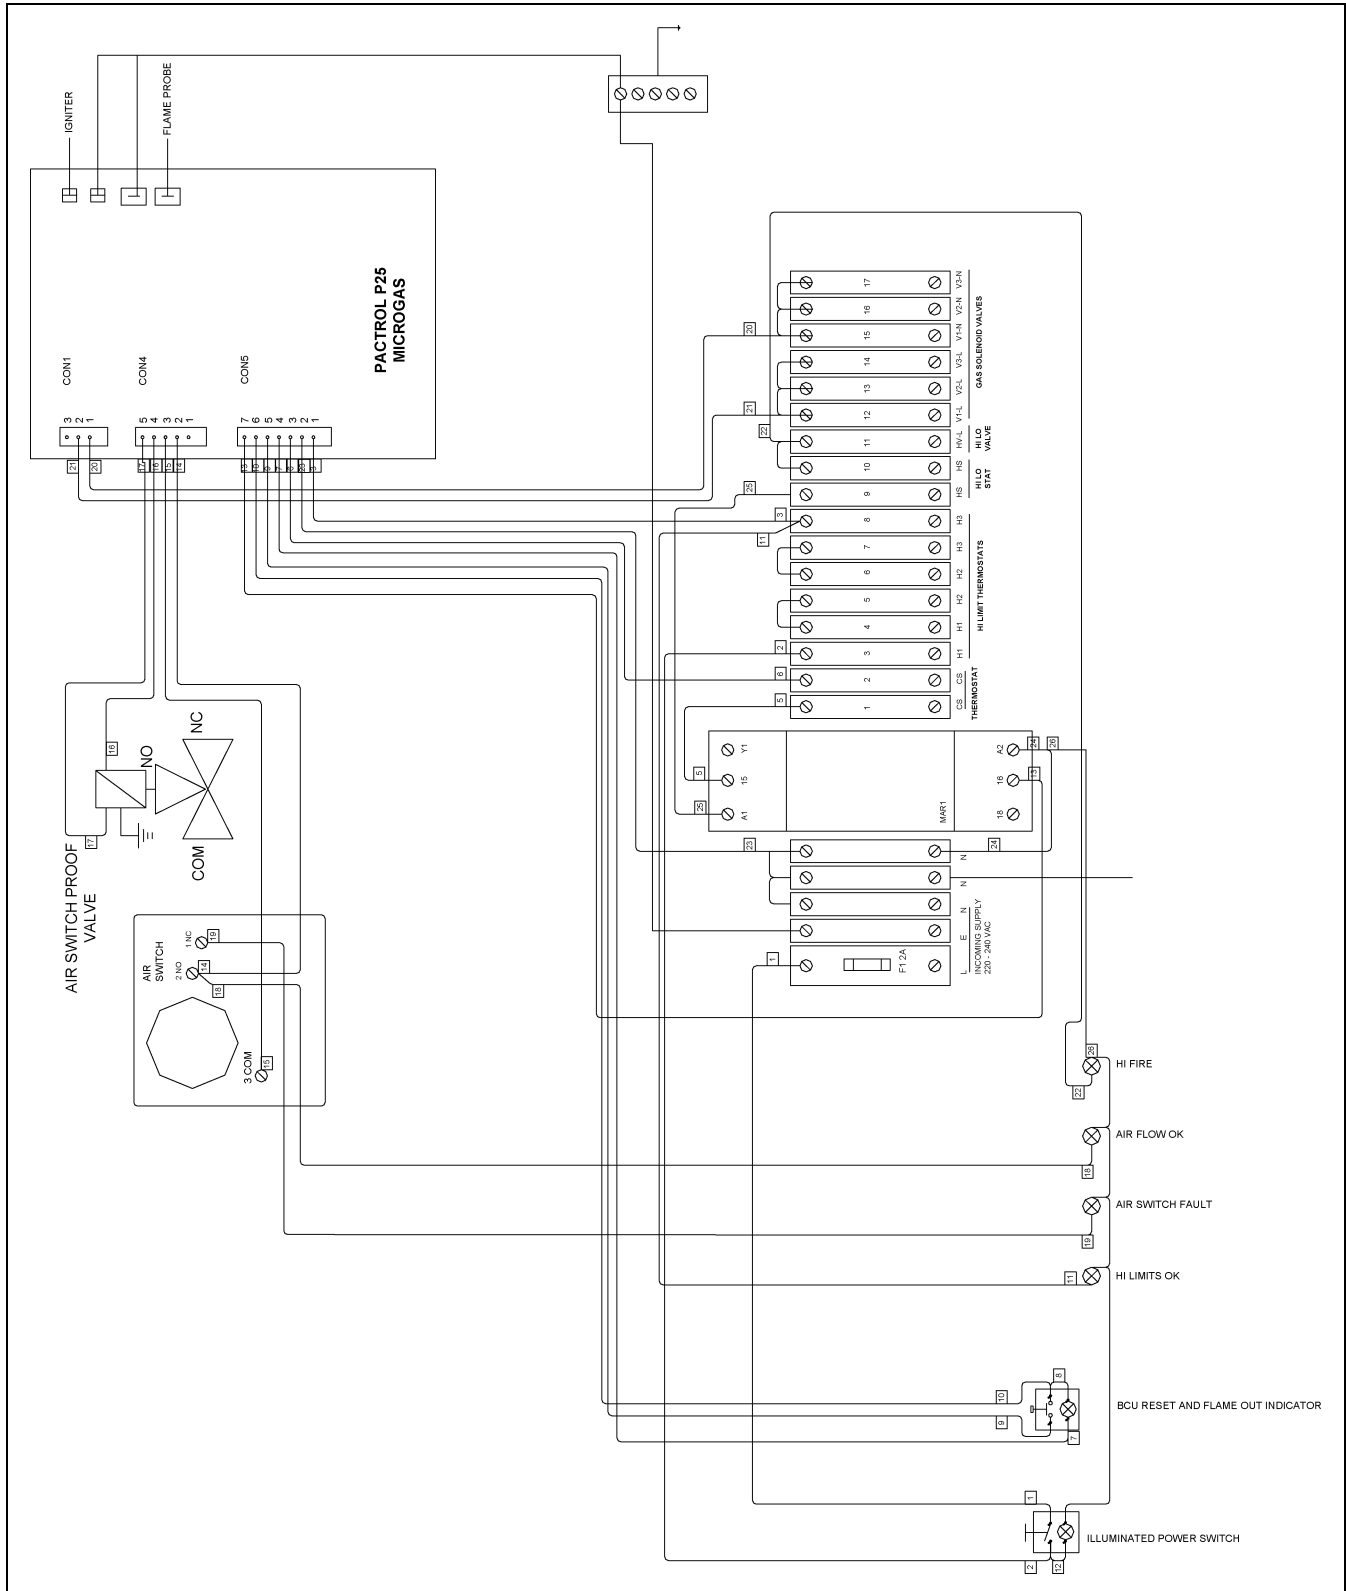 IGNITER
FLAME PROBE
PACTROL P25
MICROGAS
CON1
CON4
CON5
3
2
1
5
4
3
2
1
7
6
5
4
3
2
1
21
20
17
16
15
14
13
10
9
7
6
23
3
20
21
22
25
3
11
2
6
5
17
16
15
14
13
12
11
10
9
8
7
6
5
4
3
2
1
V3-N
V2-N
V1-N
V3-L
V2-L
V1-L
HV-L
HS
HS
H3
H3
H2
H2
H1
H1
CS
CS
GAS SOLENOID VALVES
HI LO
VALVE
HI LO
STAT
HI LIMIT THERMOSTATS
THERMOSTAT
Y1
15
A1
5
25
MAR1
A2
16
18
24
26
13
23
24
N
N
N
E
L
INCOMING SUPPLY
220 - 240 VAC
F1 2A
1
AIR SWITCH PROOF
VALVE
16
17
NO
NC
COM
AIR
SWITCH
1 NC
2 NO
3 COM
19
14
18
15
26
22
HI FIRE
AIR FLOW OK
18
AIR SWITCH FAULT
19
HI LIMITS OK
11
10
9
8
7
BCU RESET AND FLAME OUT INDICATOR
1
2
12
ILLUMINATED POWER SWITCH